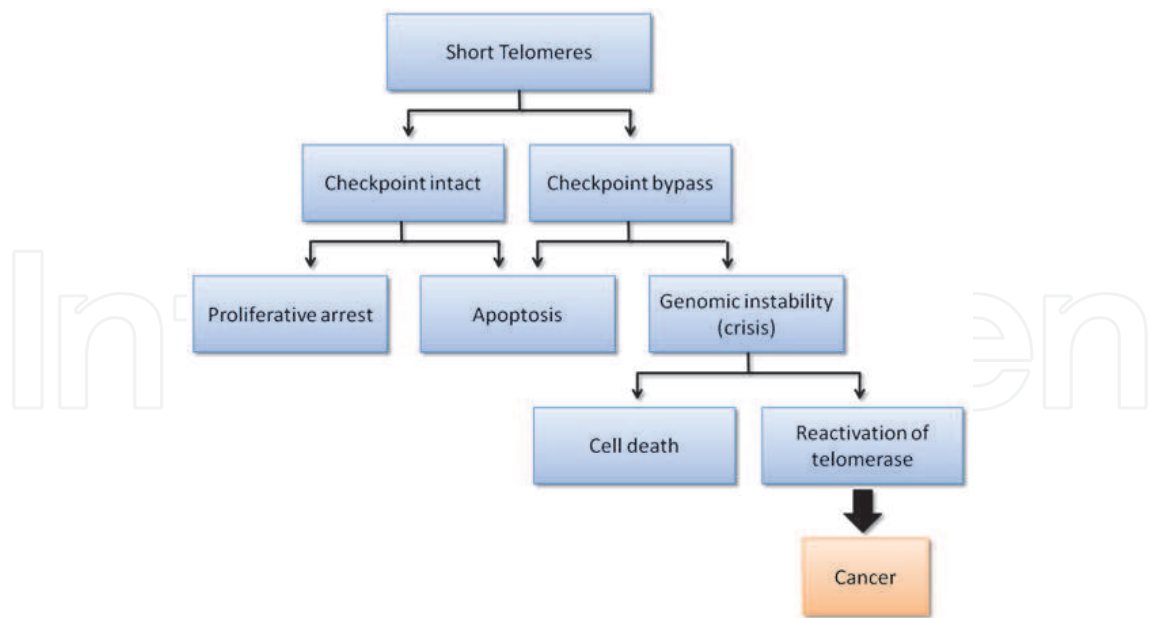 Short Telomeres
Checkpoint intact
Checkpoint bypass
Proliferative arrest
Apoptosis
Genomic instability
(crisis)
Cell death
Reactivation of
telomerase
Cancer